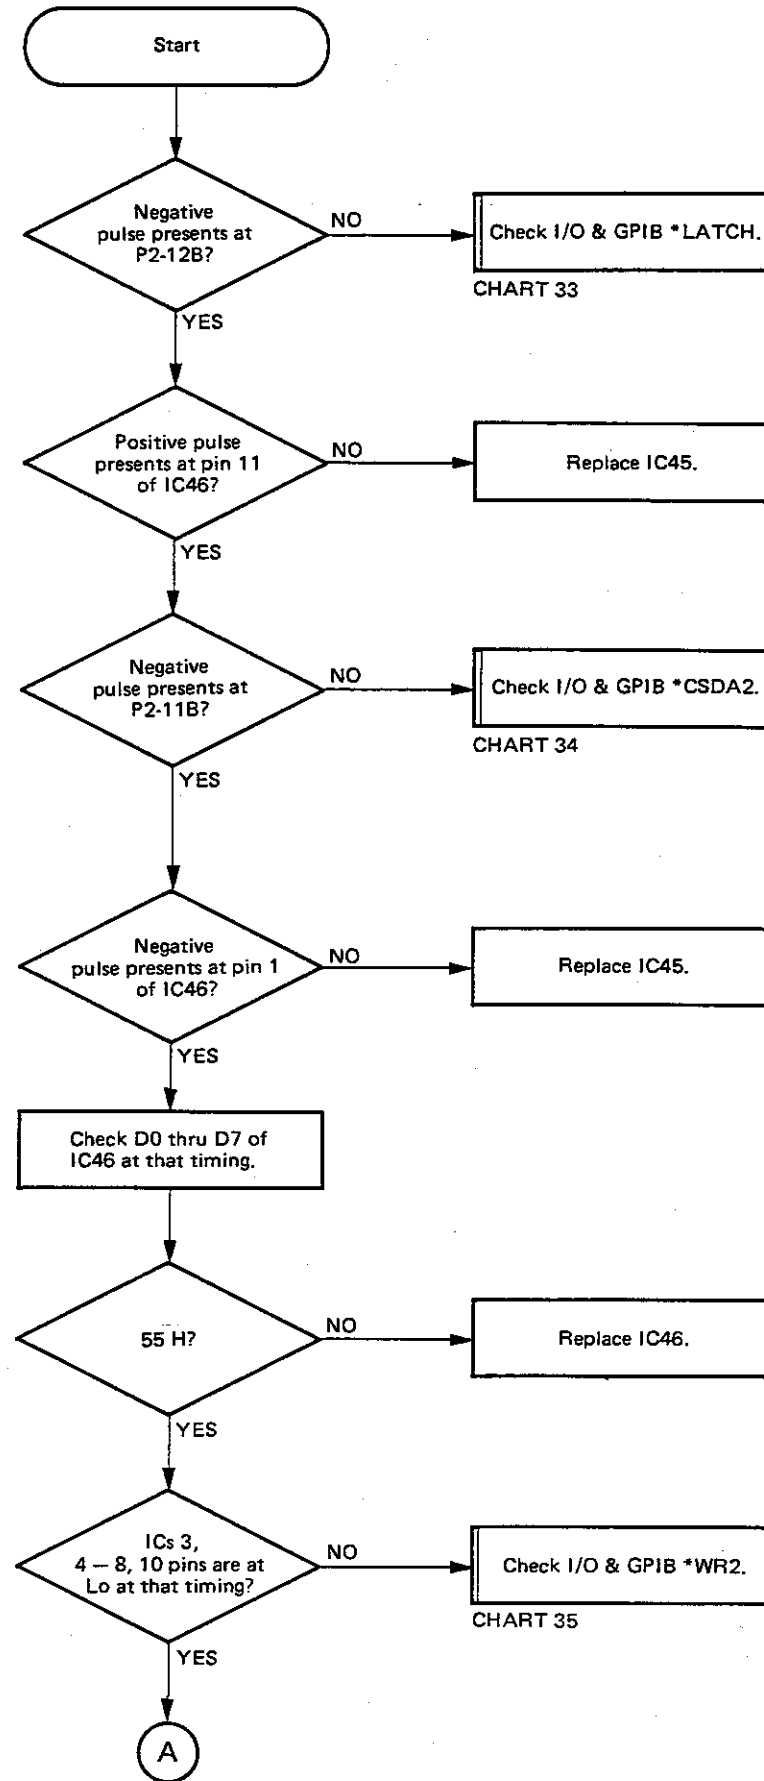 Start
Negative
pulse presents at
P2-12B?
NO
Check I/O & GPIB *LATCH.
CHART 33
YES
Positive pulse
presents at pin 11
of IC46?
NO
Replace IC45.
YES
Negative
pulse presents at
P2-11B?
NO
Check I/O & GPIB *CSDA2.
CHART 34
YES
Negative
pulse presents at pin 1
of IC46?
NO
Replace IC45.
YES
Check D0 thru D7 of
IC46 at that timing.
55 H?
NO
Replace IC46.
YES
ICs 3,
4 — 8, 10 pins are at
Lo at that timing?
NO
Check I/O & GPIB *WR2.
CHART 35
YES
A